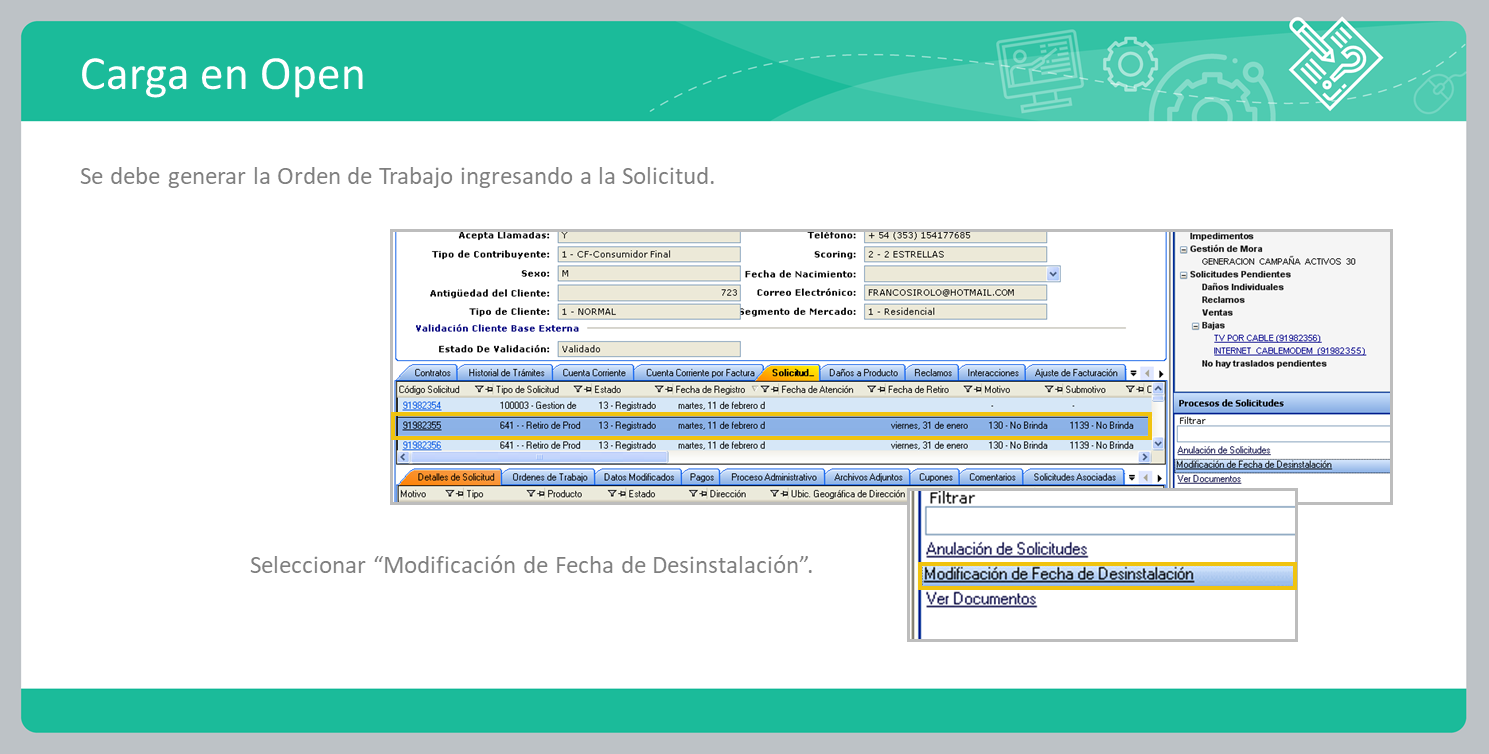 Carga en Open
Se debe generar la Orden de Trabajo ingresando a la Solicitud.
Acepta Llamadas: Y Teléfono: + 54 (353) 154177685
Tipo de Contribuyente: 1 - CF-Consumidor Final Scoring: 2 - 2 ESTRELLAS
Sexo: M Fecha de Nacimiento:
Antigüedad del Cliente: 723 Correo Electrónico: FRANCOSIROLO@HOTMAIL.COM
Tipo de Cliente: 1 - NORMAL Segmento de Mercado: 1 - Residencial
Validación Cliente Base Externa
Estado De Validación: Validado
Contratos Historial de Trámites Cuenta Corriente Cuenta Corriente por Factura Solicitud... Daños a Producto Reclamos Interacciones Ajuste de Facturación
Código Solicitud Tipo de Solicitud Estado Fecha de Registro Fecha de Atención Fecha de Retiro Motivo Submotivo C
91982354 100003 - Gestion de 13 - Registrado martes, 11 de febrero d - -
91982355 641 - - Retiro de Prod 13 - Registrado martes, 11 de febrero d viernes, 31 de enero 130 - No Brinda 1139 - No Brinda
91982356 641 - - Retiro de Prod 13 - Registrado martes, 11 de febrero d viernes, 31 de enero 130 - No Brinda 1139 - No Brinda
Detalles de Solicitud Ordenes de Trabajo Datos Modificados Pagos Proceso Administrativo Archivos Adjuntos Cupones Comentarios Solicitudes Asociadas
Motivo Tipo Producto Estado Dirección Ubic. Geográfica de Dirección
Impedimentos
Gestión de Mora
GENERACION CAMPAÑA ACTIVOS 30
Solicitudes Pendientes
Daños Individuales
Reclamos
Ventas
Bajas
TV POR CABLE (91982356)
INTERNET CABLEMODEM (91982355)
No hay traslados pendientes
Procesos de Solicitudes
Filtrar
Anulación de Solicitudes
Modificación de Fecha de Desinstalación
Ver Documentos
Filtrar
Anulación de Solicitudes
Modificación de Fecha de Desinstalación
Ver Documentos
Seleccionar “Modificación de Fecha de Desinstalación”.